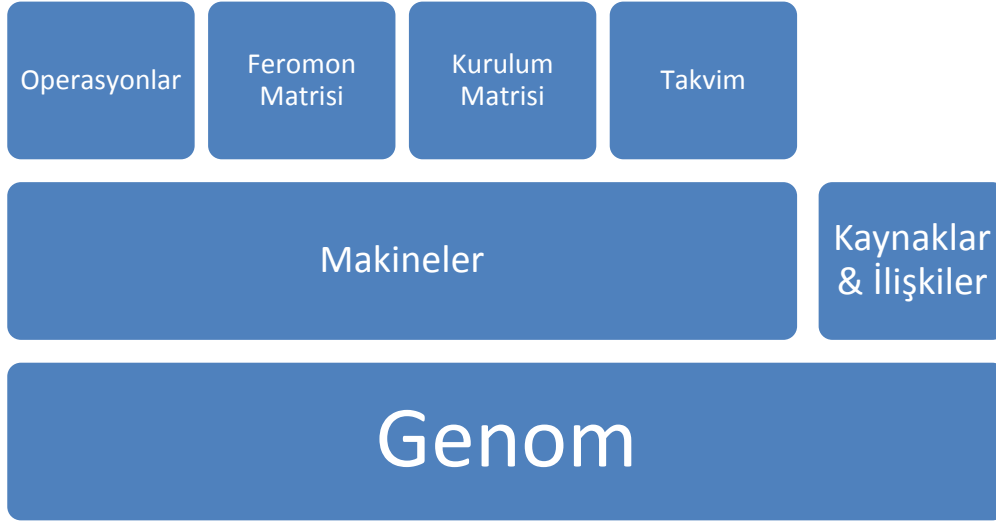 Operasyonlar
Feromon
Matrisi
Kurulum
Matrisi
Takvim
Makineler
Kaynaklar
& İlişkiler
Genom